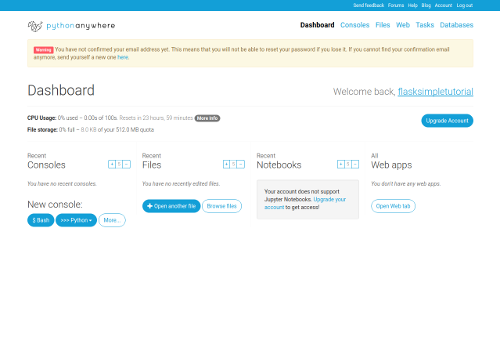 Send feedback Forums Help Blog Account Log out
pythonanywhere
Dashboard Consoles Files Web Tasks Databases
Warning You have not confirmed your email address yet. This means that you will not be able to reset your password if you lose it. If you cannot find your confirmation email
anymore, send yourself a new one here.
Dashboard
Welcome back, flasksimpletutorial
CPU Usage: 0% used – 0.00s of 100s. Resets in 23 hours, 59 minutes More Info
File storage: 0% full – 8.0 KB of your 512.0 MB quota
Upgrade Account
Recent
Consoles
You have no recent consoles.
New console:
$ Bash >>> Python More...
Recent
Files
You have no recently edited files.
Open another file Browse files
Recent
Notebooks
Your account does not support
Jupyter Notebooks. Upgrade your
account to get access!
All
Web apps
You don't have any web apps.
Open Web tab